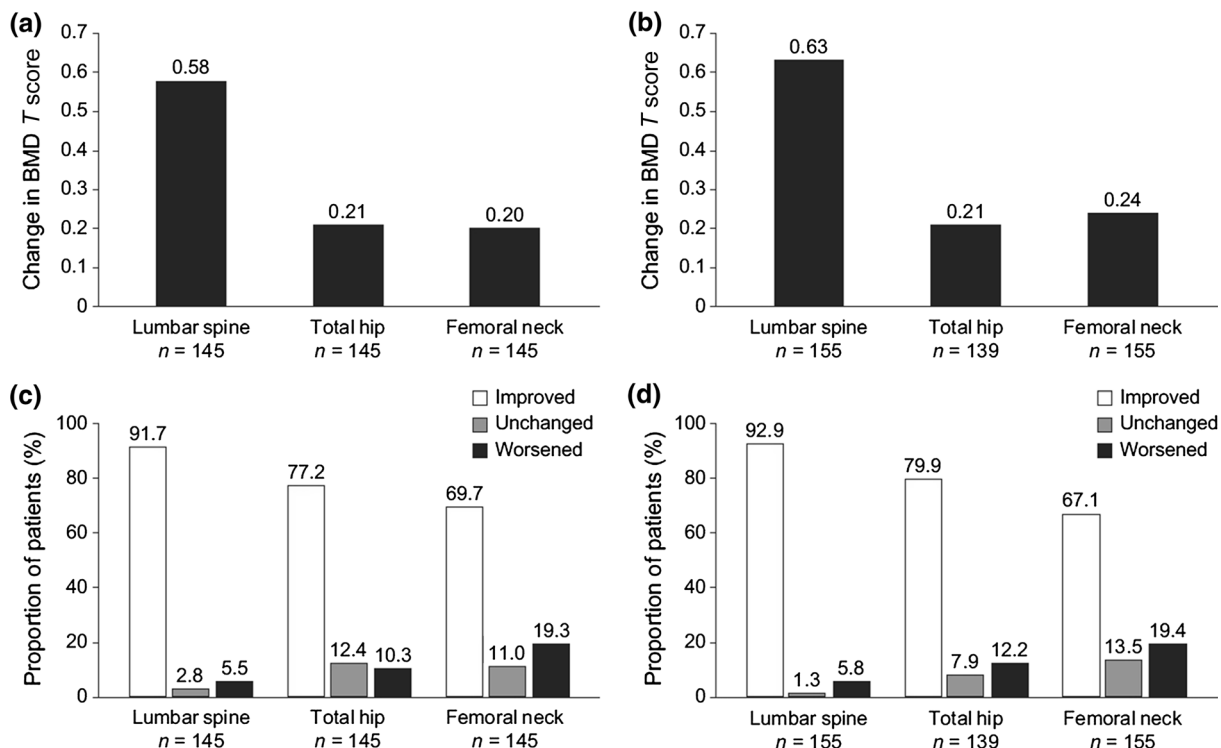 (a)
Change in BMD T score
0.7
0.6
0.5
0.4
0.3
0.2
0.1
0
0.58
0.21
0.20
Lumbar spine
n = 145
Total hip
n = 145
Femoral neck
n = 145
(b)
Change in BMD T score
0.7
0.6
0.5
0.4
0.3
0.2
0.1
0
0.63
0.21
0.24
Lumbar spine
n = 155
Total hip
n = 139
Femoral neck
n = 155
(c)
Improved
Unchanged
Worsened
Proportion of patients (%)
100
80
60
40
20
0
91.7
2.8
5.5
77.2
12.4
10.3
69.7
11.0
19.3
Lumbar spine
n = 145
Total hip
n = 145
Femoral neck
n = 145
(d)
Improved
Unchanged
Worsened
Proportion of patients (%)
100
80
60
40
20
0
92.9
1.3
5.8
79.9
7.9
12.2
67.1
13.5
19.4
Lumbar spine
n = 155
Total hip
n = 139
Femoral neck
n = 155